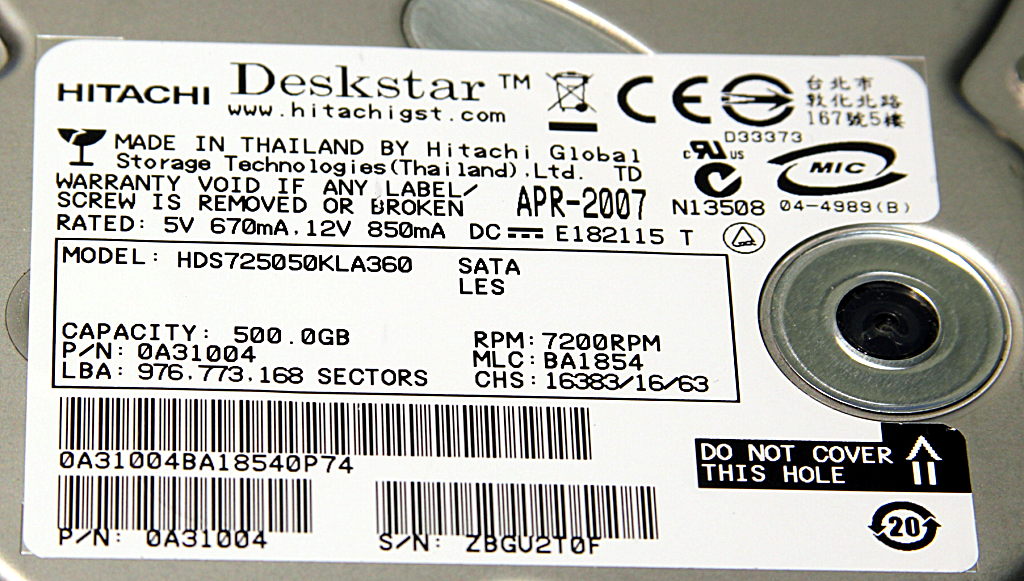 HITACHI Deskstar™
www.hitachigst.com
CE
台北市
敦化北路
167號5樓
D33373
MADE IN THAILAND BY Hitachi Global
Storage Technologies(Thailand).Ltd. TD
c UL US
MIC
WARRANTY VOID IF ANY LABEL/
SCREW IS REMOVED OR BROKEN
APR-2007
N13508
04-4989(B)
RATED: 5V 670mA.12V 850mA DC E182115 T
MODEL: HDS725050KLA360 SATA
LES
CAPACITY: 500.0GB RPM: 7200RPM
P/N: 0A31004 MLC: BA1854
LBA: 976.773.168 SECTORS CHS: 16383/16/63
0A31004BA18540P74
DO NOT COVER
THIS HOLE
P/N: 0A31004 S/N: ZBGU2T0F
20